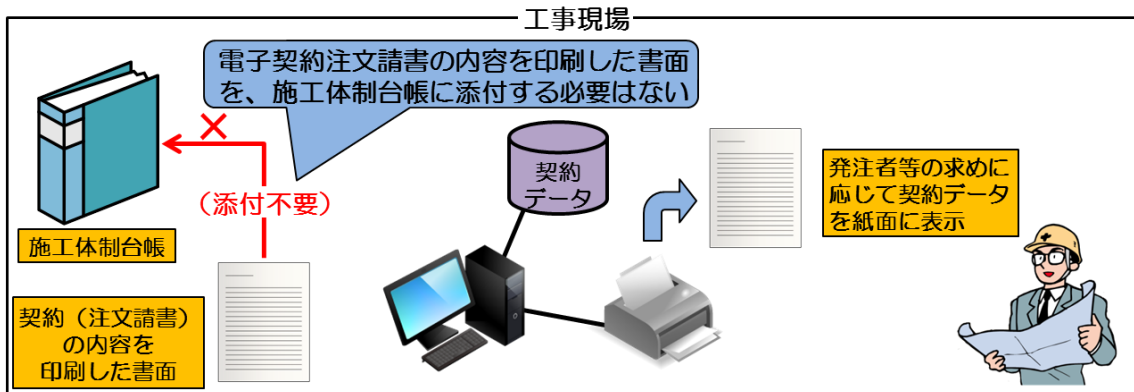 工事現場
電子契約注文請書の内容を印刷した書面
を、施工体制台帳に添付する必要はない
×
(添付不要)
契約
データ
発注者等の求めに
応じて契約データ
を紙面に表示
施工体制台帳
契約(注文請書)
の内容を
印刷した書面